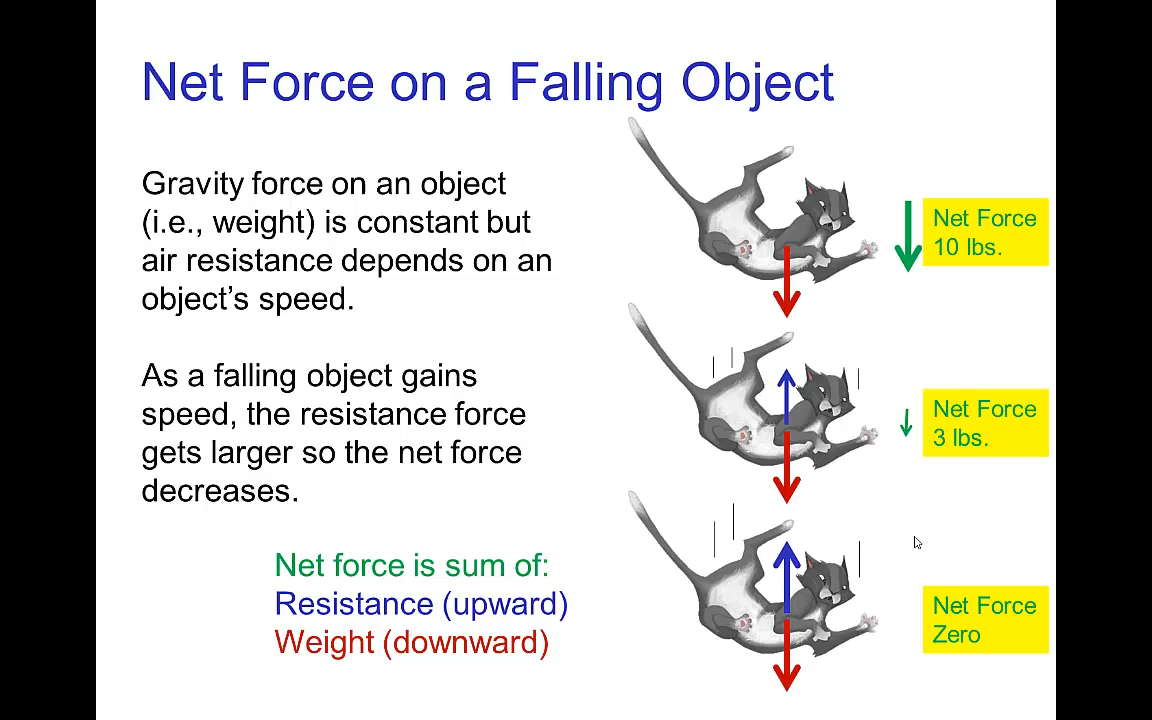 Net Force on a Falling Object
Gravity force on an object
(i.e., weight) is constant but
air resistance depends on an
object’s speed.
As a falling object gains
speed, the resistance force
gets larger so the net force
decreases.
Net force is sum of:
Resistance (upward)
Weight (downward)
Net Force
10 lbs.
Net Force
3 lbs.
Net Force
Zero